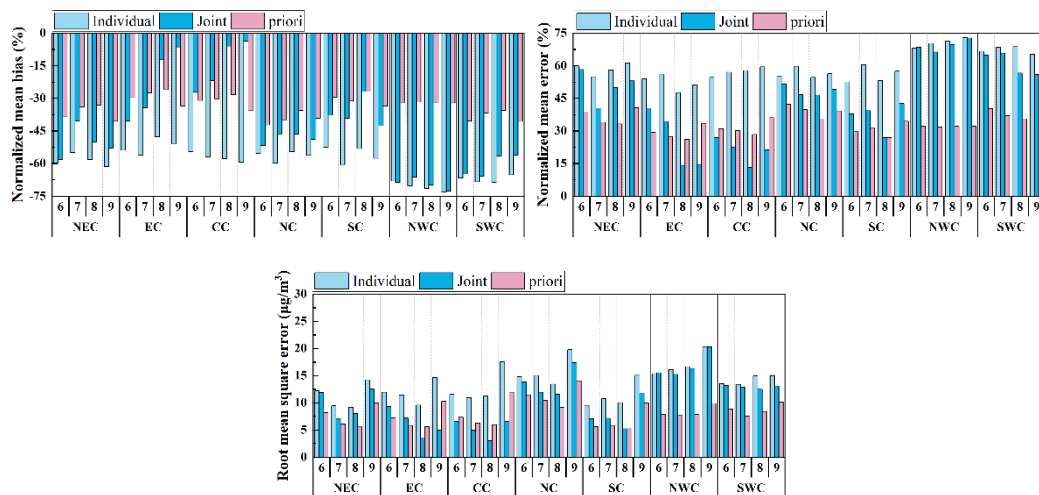 Individual Joint priori
Normalized mean bias (%)
0
-15
-30
-45
-60
-75
6 7 8 9 6 7 8 9 6 7 8 9 6 7 8 9 6 7 8 9 6 7 8 9 6 7 8 9
NEC EC CC NC SC NWC SWC
Individual Joint priori
Normalized mean error (%)
75
60
45
30
15
0
6 7 8 9 6 7 8 9 6 7 8 9 6 7 8 9 6 7 8 9 6 7 8 9 6 7 8 9
NEC EC CC NC SC NWC SWC
Individual Joint priori
Root mean square error (μg/m³)
30
25
20
15
10
5
0
6 7 8 9 6 7 8 9 6 7 8 9 6 7 8 9 6 7 8 9 6 7 8 9 6 7 8 9
NEC EC CC NC SC NWC SWC